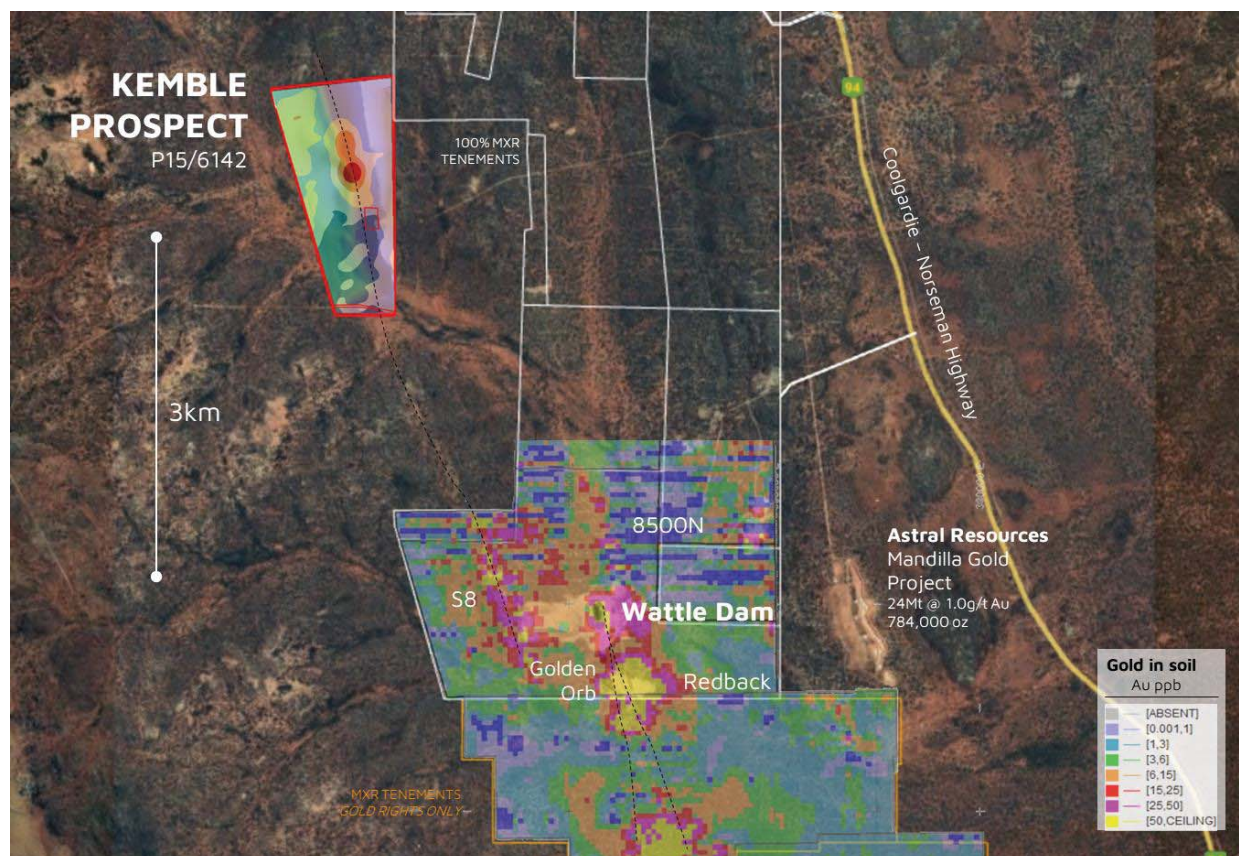 KEMBLE
PROSPECT
P15/6142
100% MXR
TENEMENTS
94
Coolgardie – Norseman Highway
3km
8500N
S8
Wattle Dam
Golden
Orb
Redback
Astral Resources
Mandilla Gold
Project
24Mt @ 1.0g/t Au
784,000 oz
MXR TENEMENTS
GOLD RIGHTS ONLY
Gold in soil
Au ppb
[ABSENT]
[0.001,1]
[1,3]
[3,6]
[6,15]
[15,25]
[25,50]
[50,CEILING]